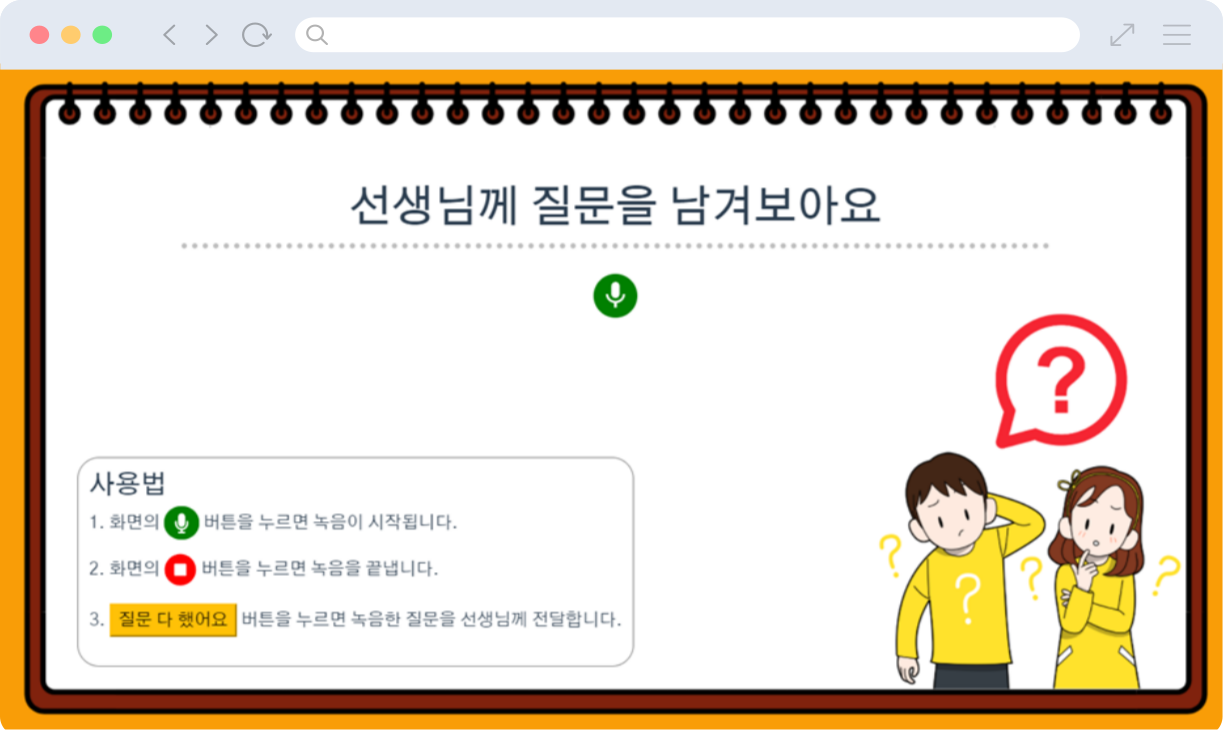 선생님께 질문을 남겨보아요
?
사용법
1. 화면의 버튼을 누르면 녹음이 시작됩니다.
2. 화면의 버튼을 누르면 녹음을 끝냅니다.
3. 질문 다 했어요 버튼을 누르면 녹음한 질문을 선생님께 전달합니다.
? ? ? ?